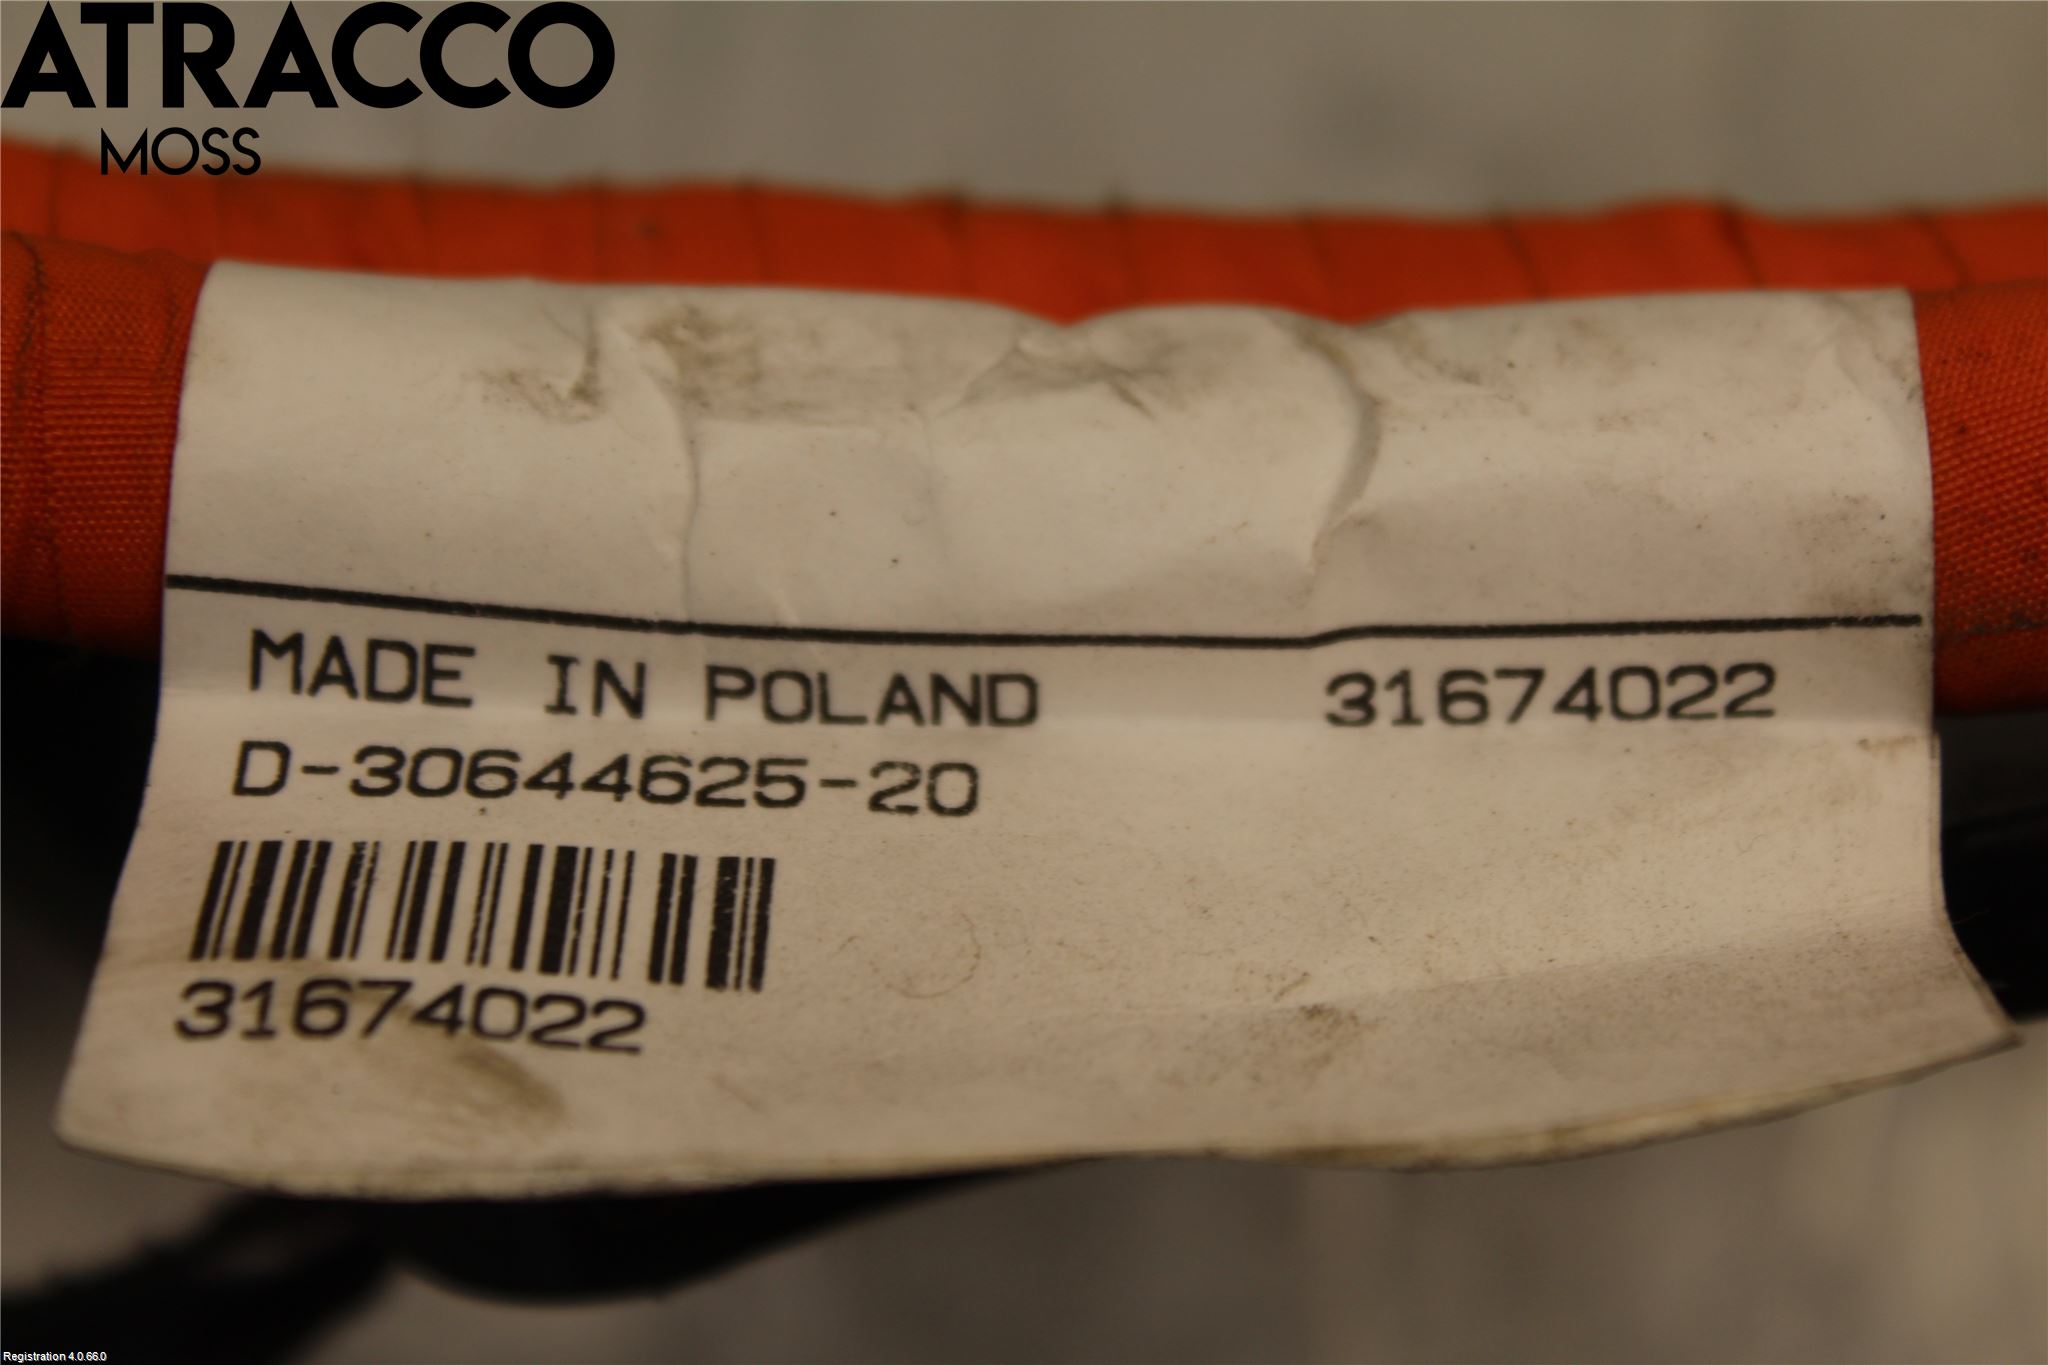 ATRACCO
MOSS
MADE IN POLAND 31674022
D-30644625-20
31674022
Registration 4.0.66.0